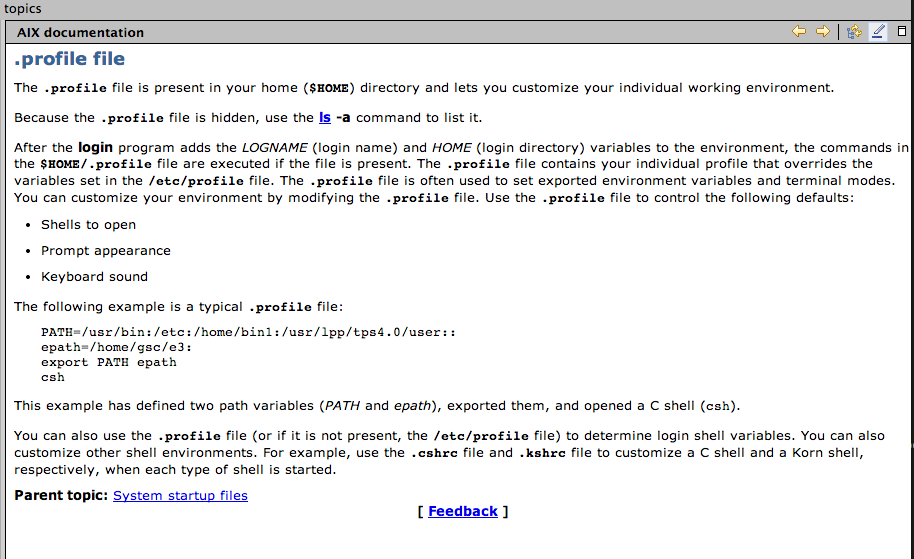 topics
AIX documentation
.profile file
The .profile file is present in your home ($HOME) directory and lets you customize your individual working environment.
Because the .profile file is hidden, use the ls -a command to list it.
After the login program adds the LOGNAME (login name) and HOME (login directory) variables to the environment, the commands in
the $HOME/.profile file are executed if the file is present. The .profile file contains your individual profile that overrides the
variables set in the /etc/profile file. The .profile file is often used to set exported environment variables and terminal modes.
You can customize your environment by modifying the .profile file. Use the .profile file to control the following defaults:
• Shells to open
• Prompt appearance
• Keyboard sound
The following example is a typical .profile file:
PATH=/usr/bin:/etc:/home/bin1:/usr/lpp/tps4.0/user::
epath=/home/gsc/e3:
export PATH epath
csh
This example has defined two path variables (PATH and epath), exported them, and opened a C shell (csh).
You can also use the .profile file (or if it is not present, the /etc/profile file) to determine login shell variables. You can also
customize other shell environments. For example, use the .cshrc file and .kshrc file to customize a C shell and a Korn shell,
respectively, when each type of shell is started.
Parent topic: System startup files
[ Feedback ]